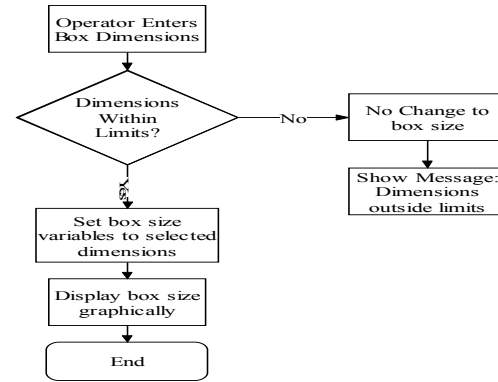 Operator Enters
Box Dimensions
Dimensions
Within
Limits?
No
No Change to
box size
Show Message:
Dimensions
outside limits
Yes
Set box size
variables to selected
dimensions
Display box size
graphically
End